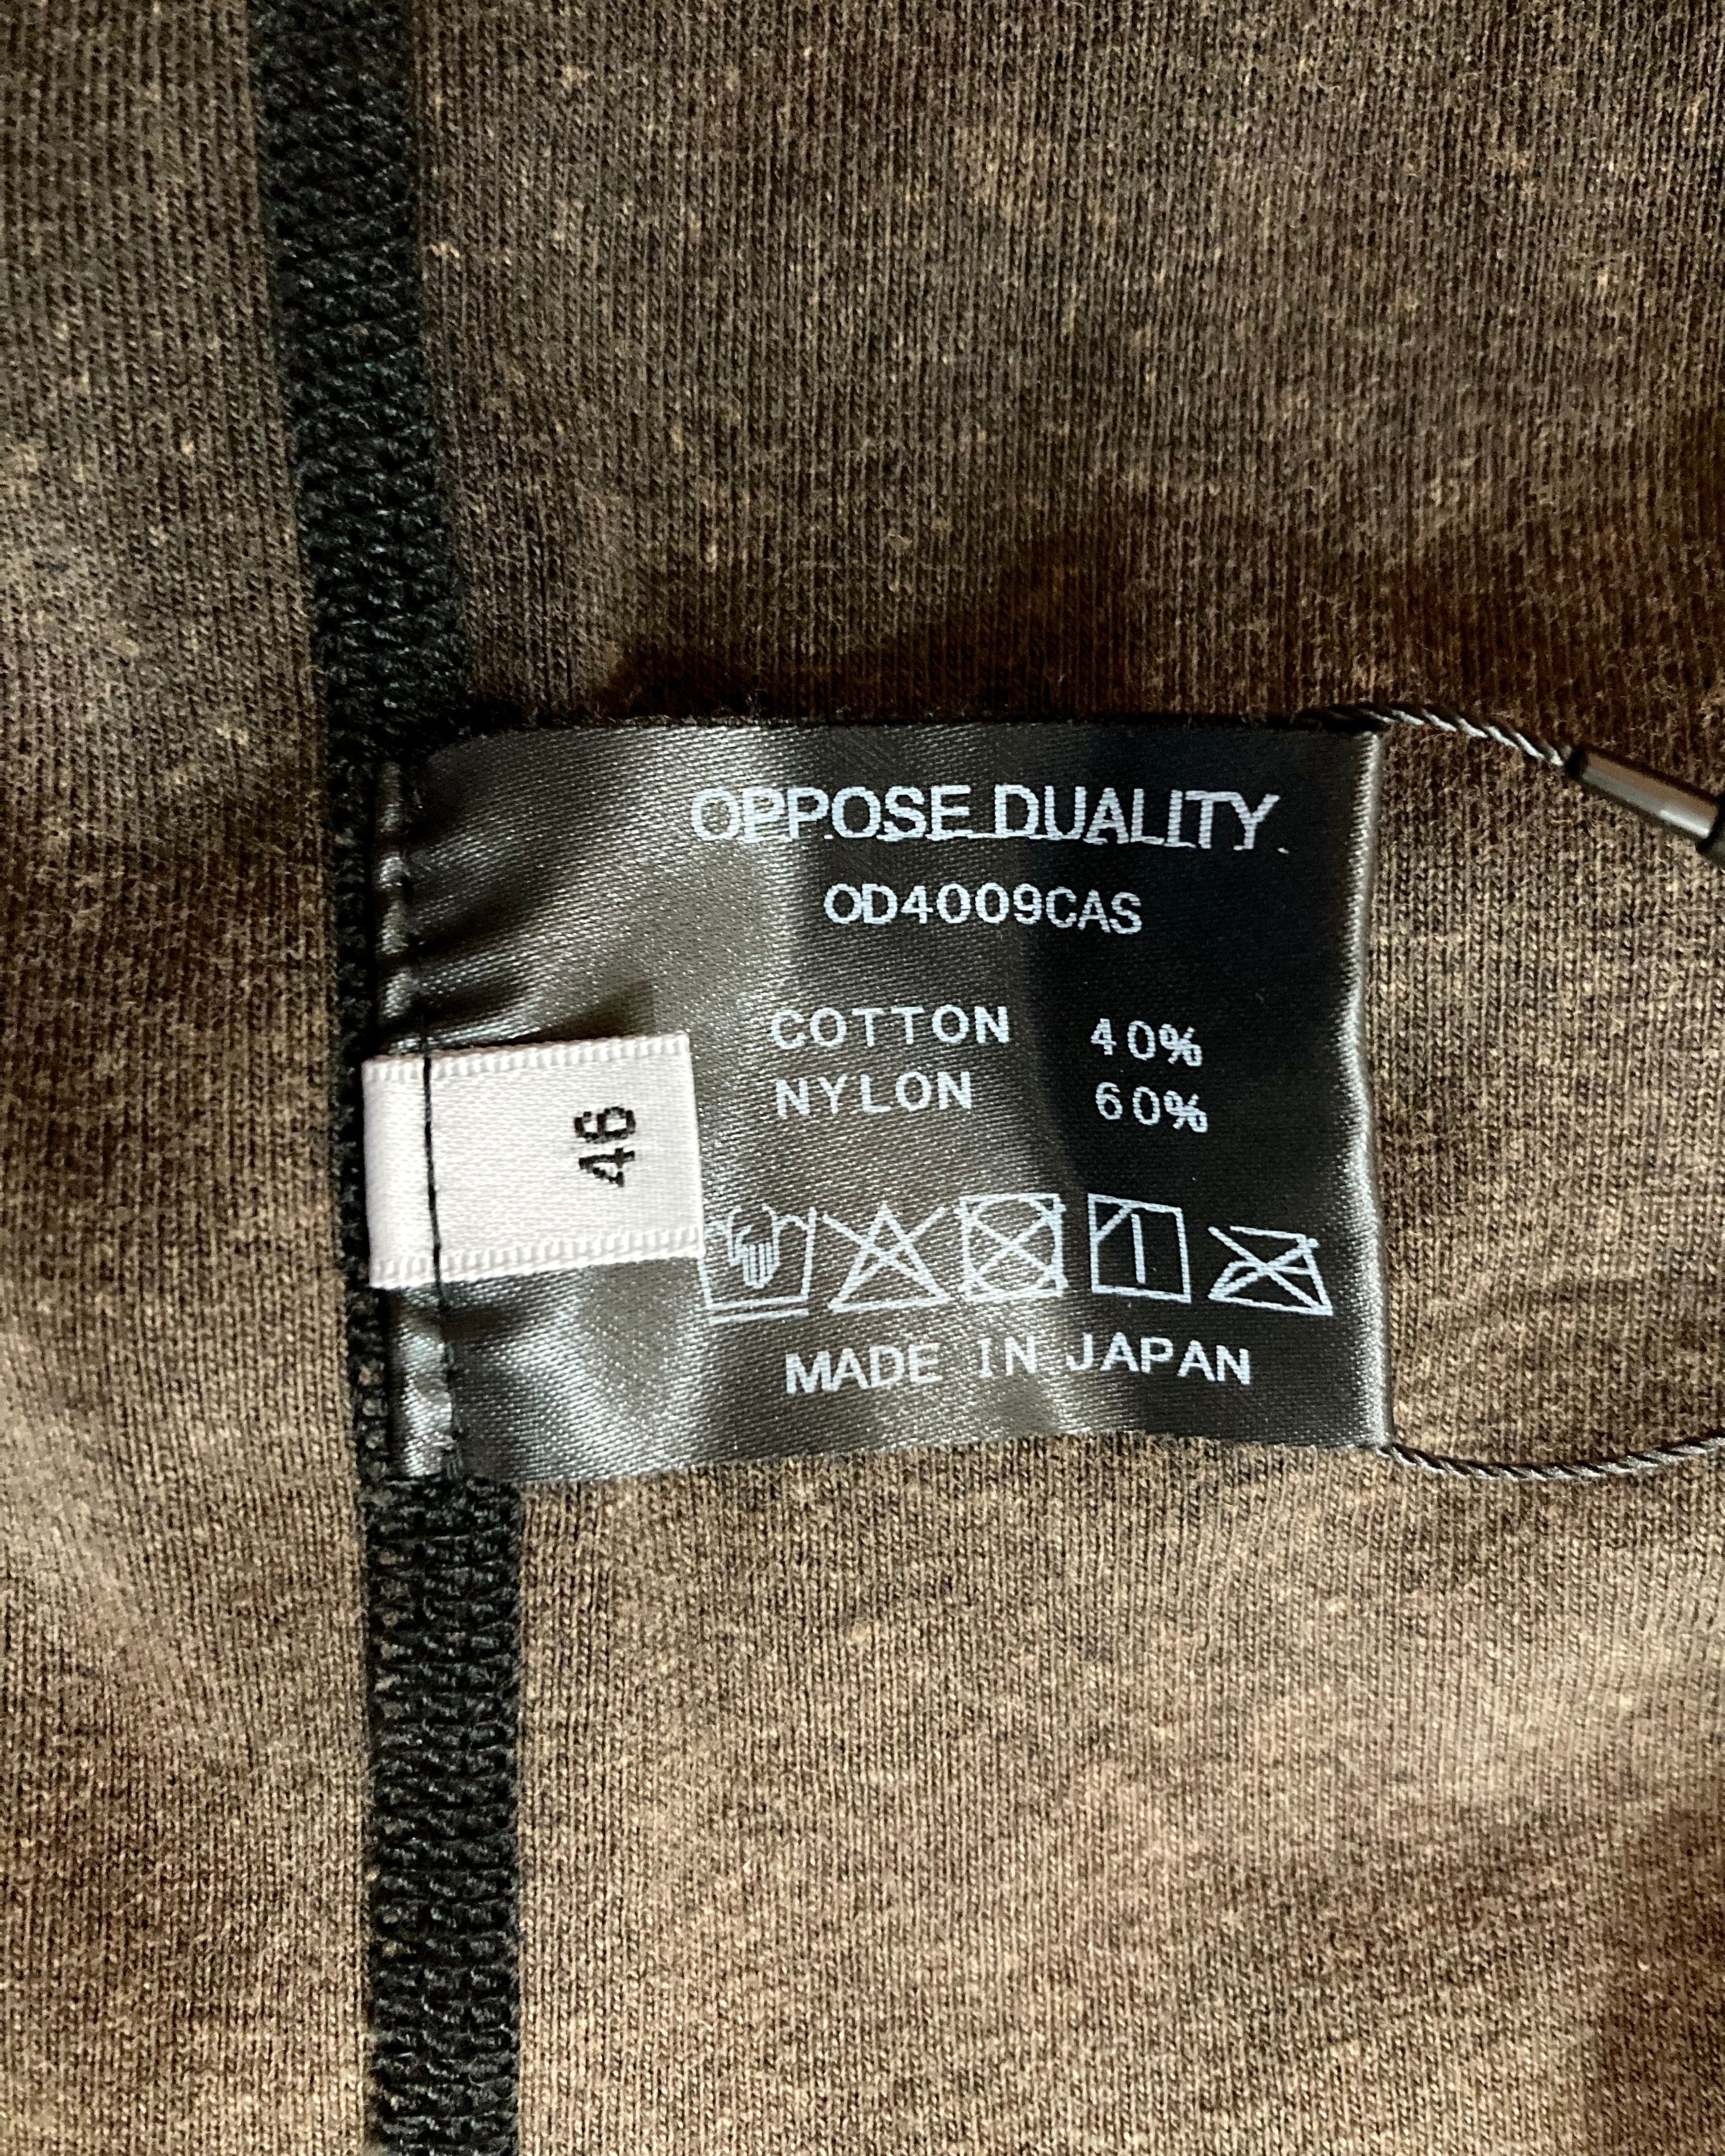 OPPOSE DUALITY.
OD4009CAS
COTTON 40%
NYLON 60%
46
MADE IN JAPAN